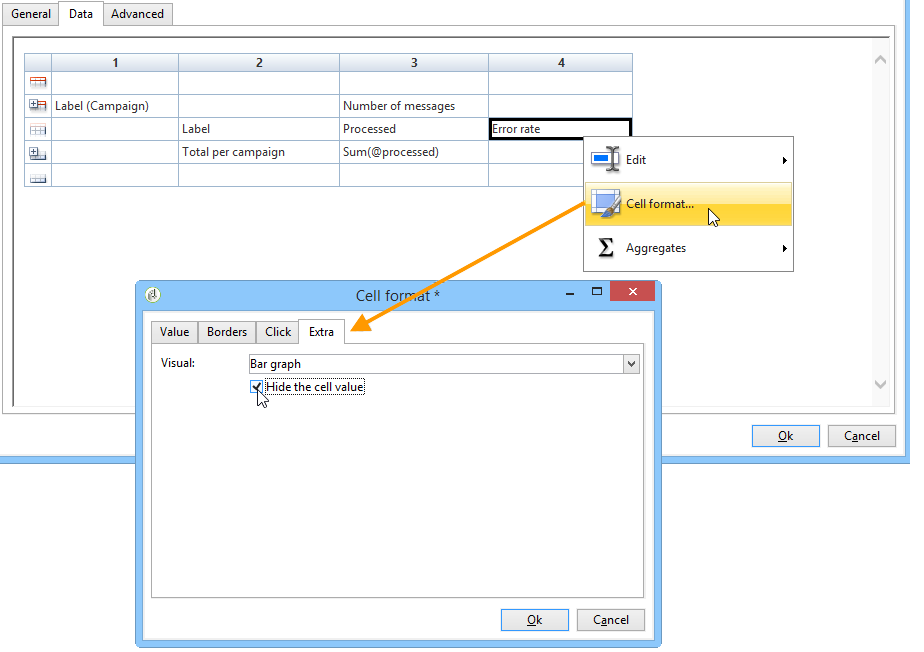 General Data Advanced
1 2 3 4
Label (Campaign) Number of messages
Label Processed Error rate
Total per campaign Sum(@processed)
Edit
Cell format...
Σ Aggregates
Cell format *
Value Borders Click Extra
Visual: Bar graph
Hide the cell value
Ok Cancel
Ok Cancel